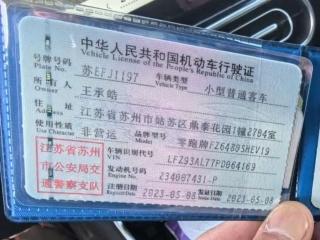 中华人民共和国机动车行驶证
Vehicle License of the People's Republic of China
号牌号码 苏EFJ1197 车辆类型 小型普通客车
Plate No. Vehicle Type
所有人 王承皓
Owner
住址 江苏省苏州市姑苏区鼎泰花园1幢2704室
Address
使用性质 非营运 品牌型号 零跑牌FZ6480SHEV19
Use Character Model
江苏省苏州市公安局交通警察支队
车辆识别代号 LFZ93AL77PD064169
VIN
发动机号码 234007431-P
Engine No.
注册日期 2023-05-08 发证日期 2023-05-08
Register Date Issue Date